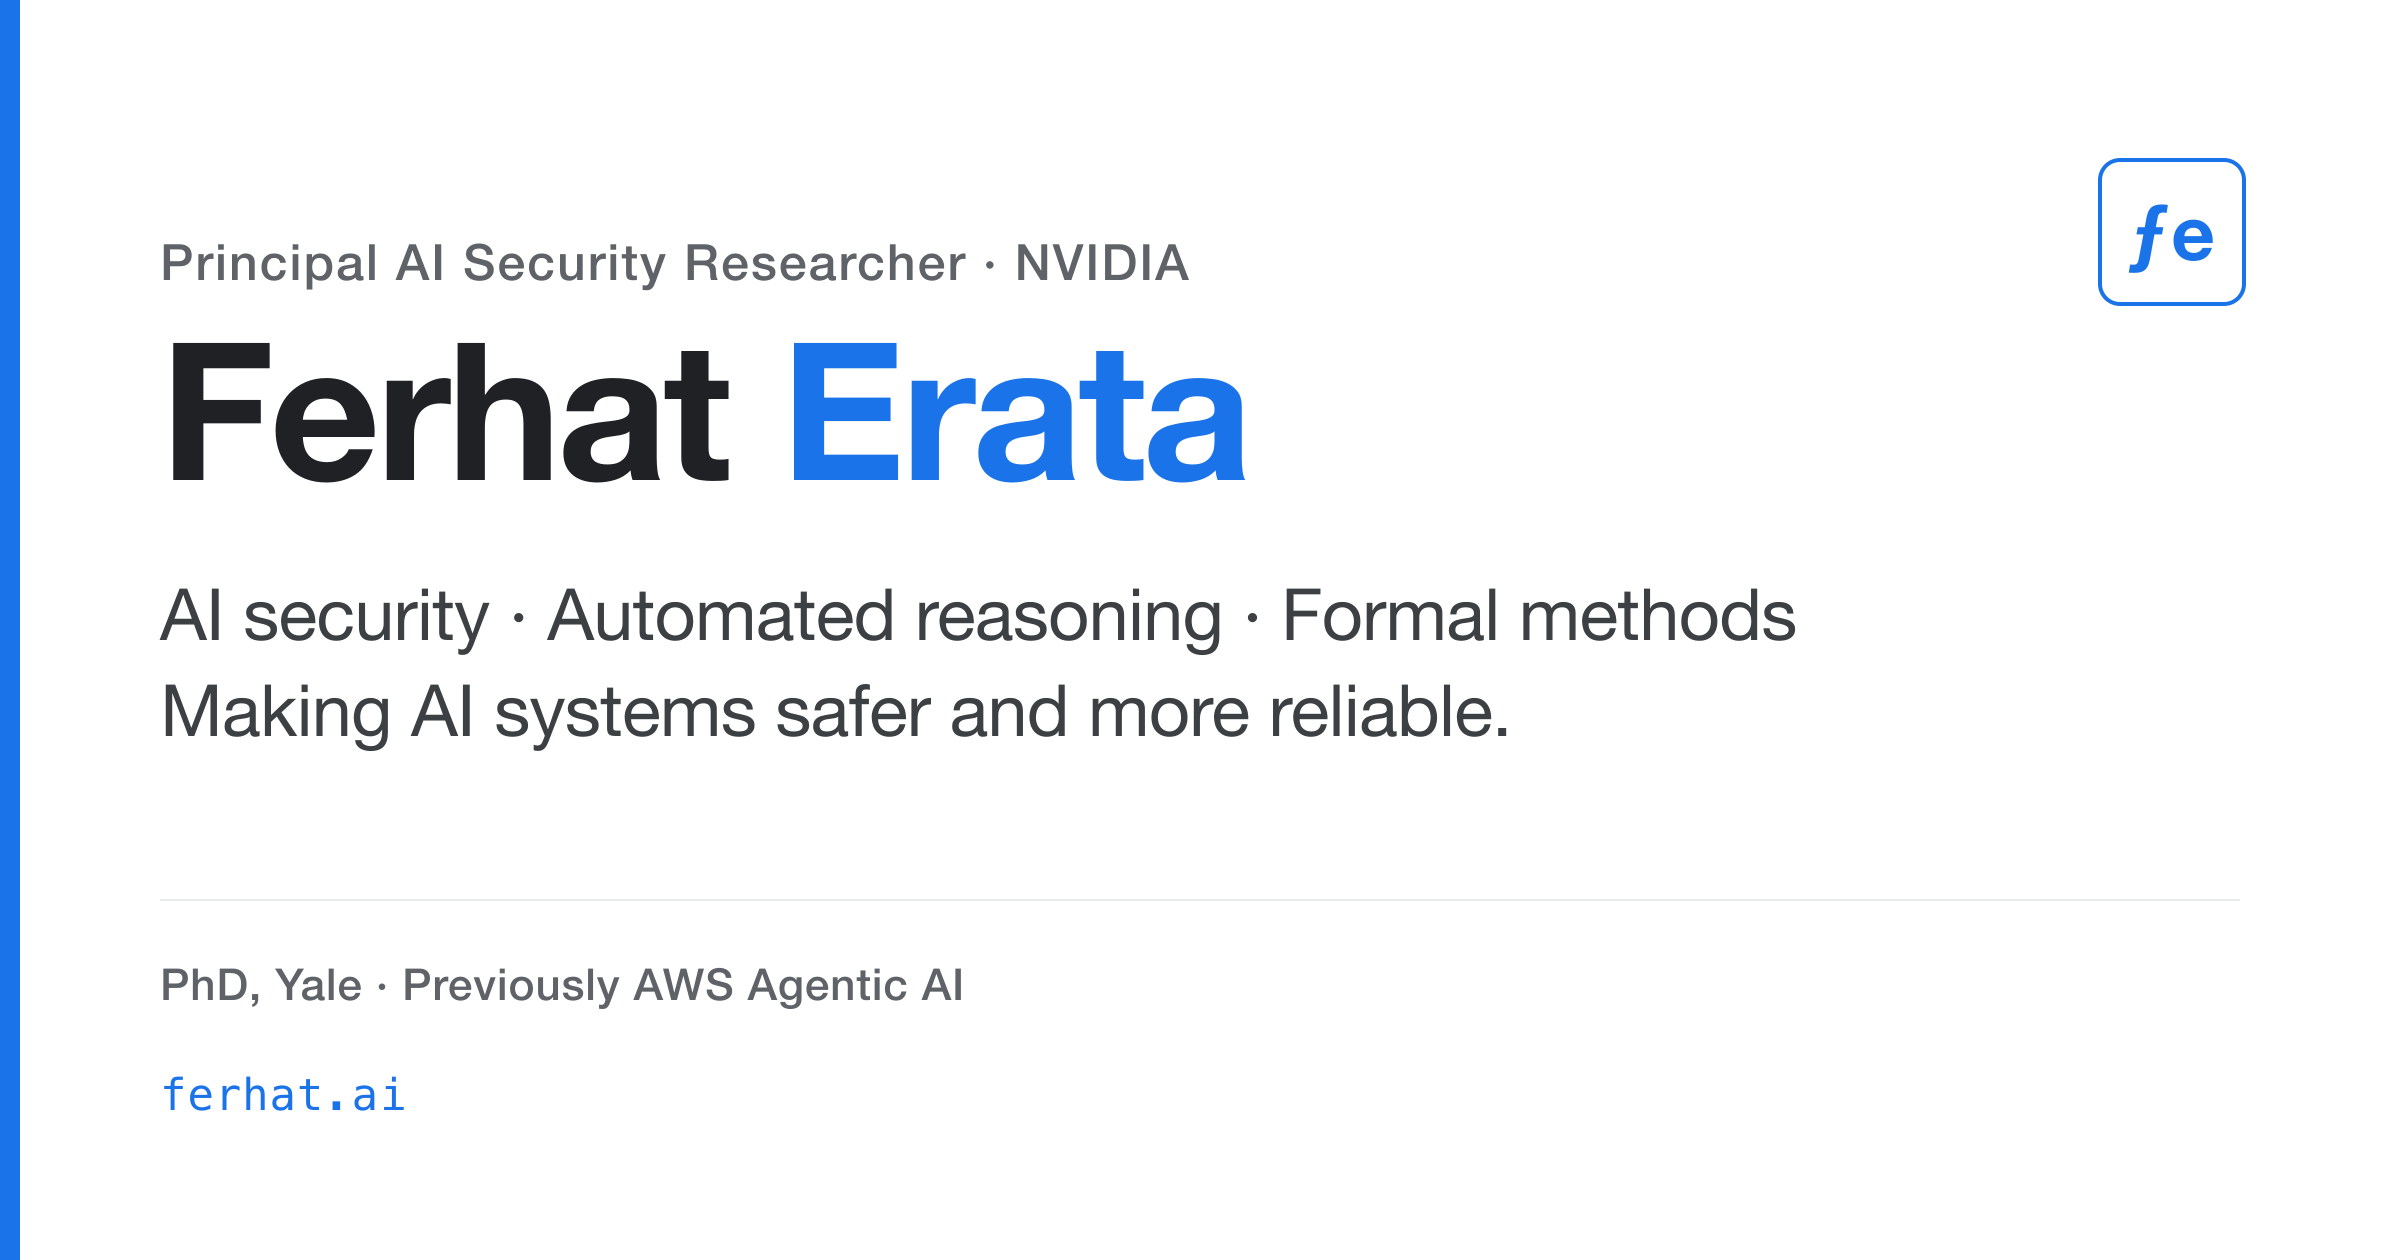 Principal AI Security Researcher · NVIDIA
ƒe
Ferhat Erata
AI security · Automated reasoning · Formal methods
Making AI systems safer and more reliable.
PhD, Yale · Previously AWS Agentic AI
ferhat.ai